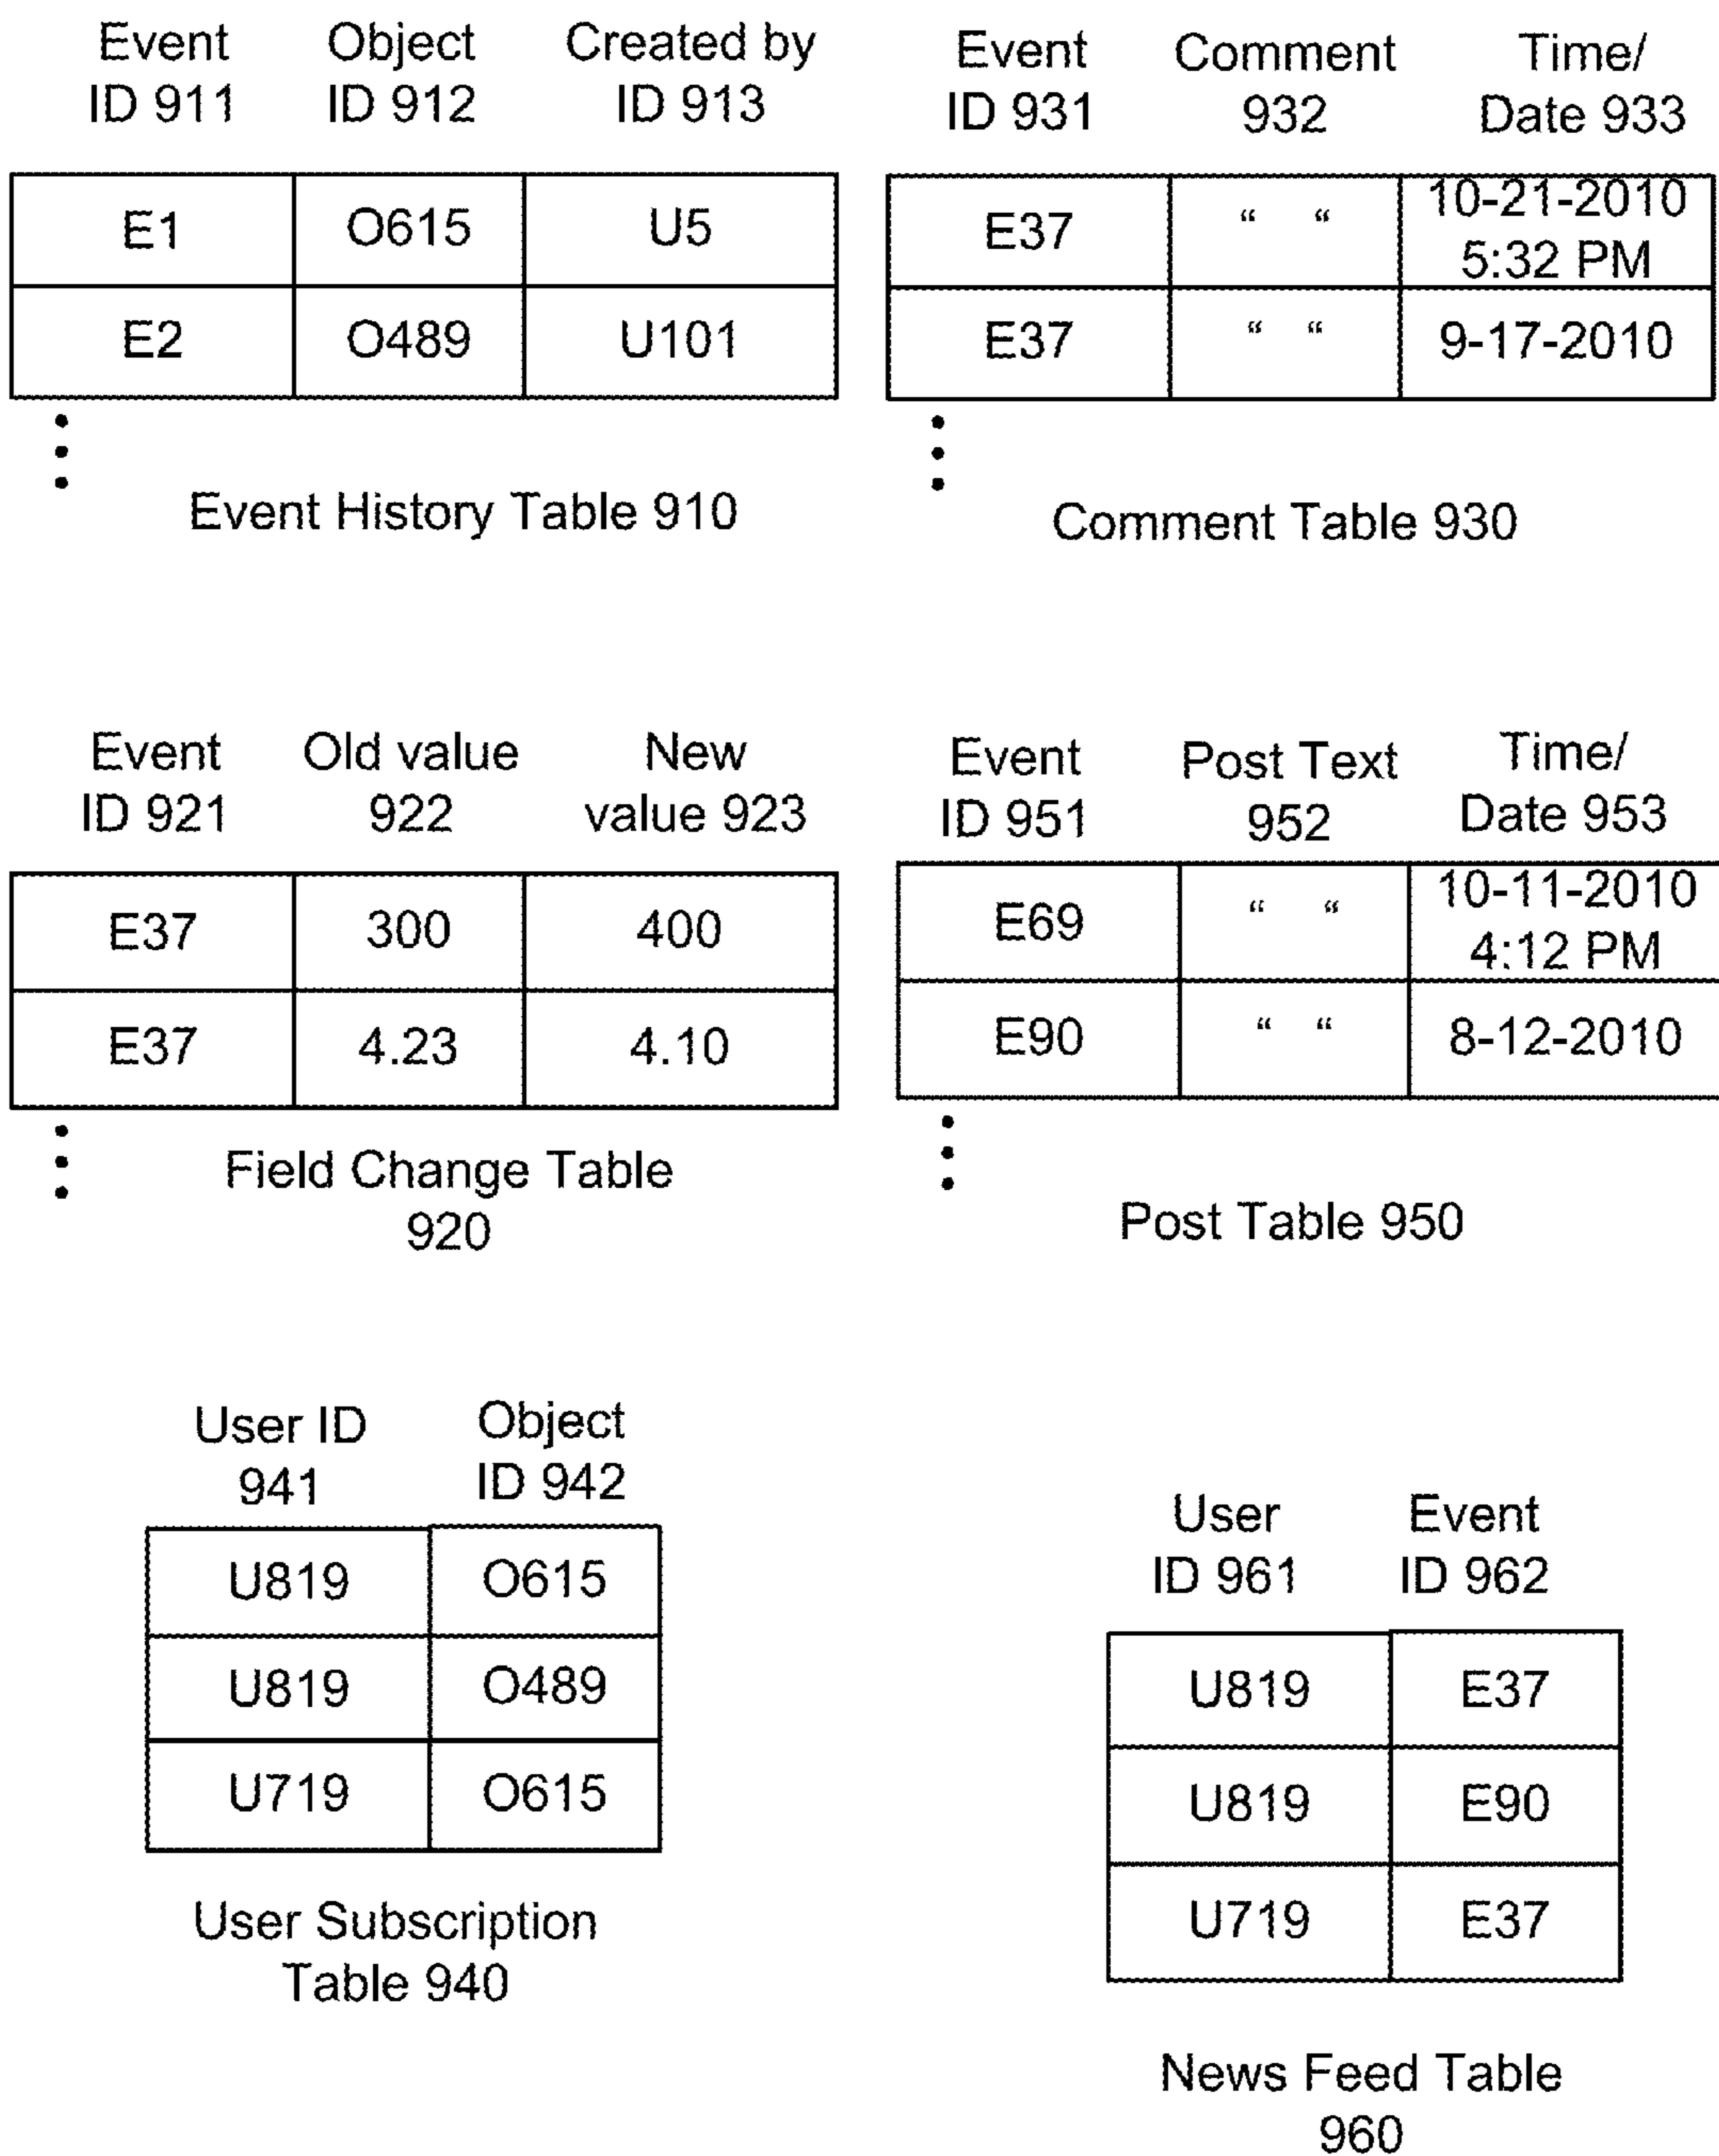 Event Object Created by
ID 911 ID 912 ID 913
E1 O615 U5
E2 O489 U101
Event History Table 910
Event Comment Time/
ID 931 932 Date 933
E37 “ “ 10-21-2010
5:32 PM
E37 “ “ 9-17-2010
Comment Table 930
Event Old value New
ID 921 922 value 923
E37 300 400
E37 4.23 4.10
Field Change Table
920
Event Post Text Time/
ID 951 952 Date 953
E69 “ “ 10-11-2010
4:12 PM
E90 “ “ 8-12-2010
Post Table 950
User ID Object
941 ID 942
U819 O615
U819 O489
U719 O615
User Subscription
Table 940
User Event
ID 961 ID 962
U819 E37
U819 E90
U719 E37
News Feed Table
960